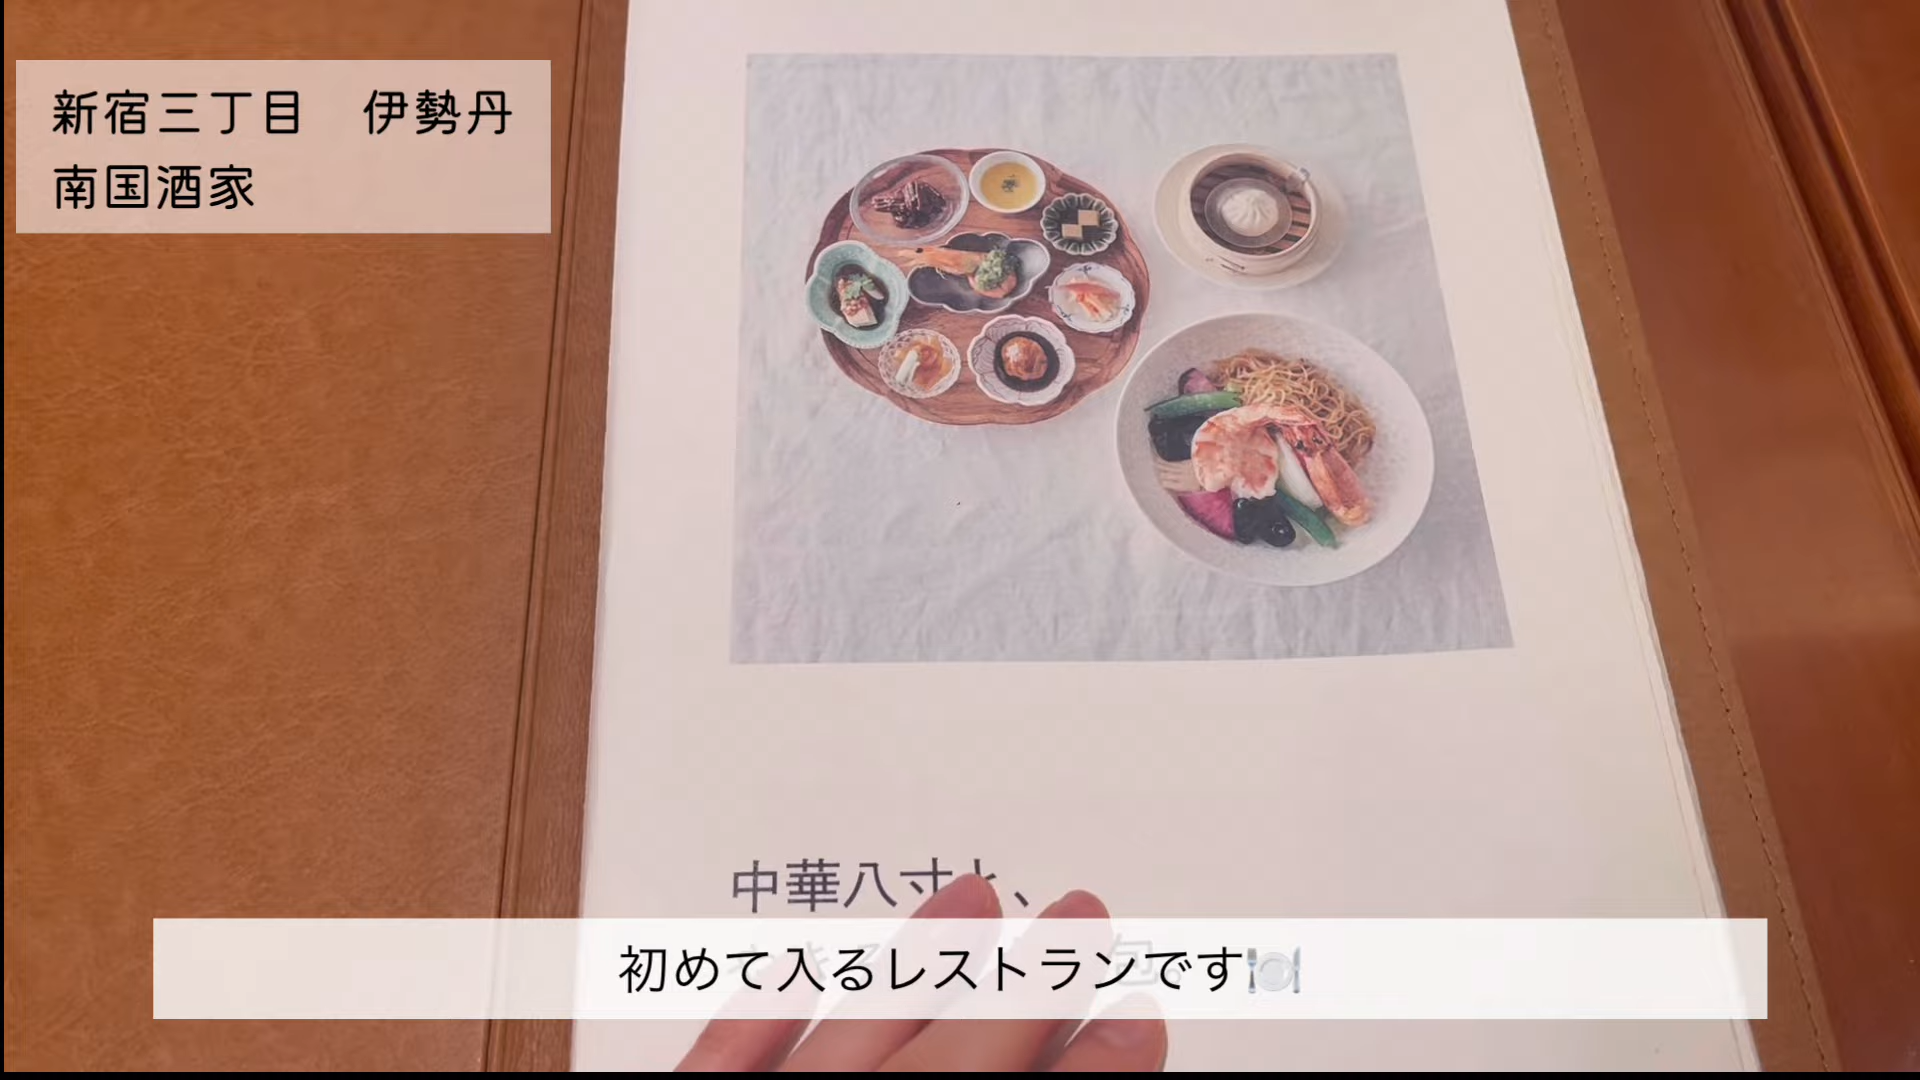 新宿三丁目　伊勢丹
南国酒家
中華八寸と、
初めて入るレストランです🍽️